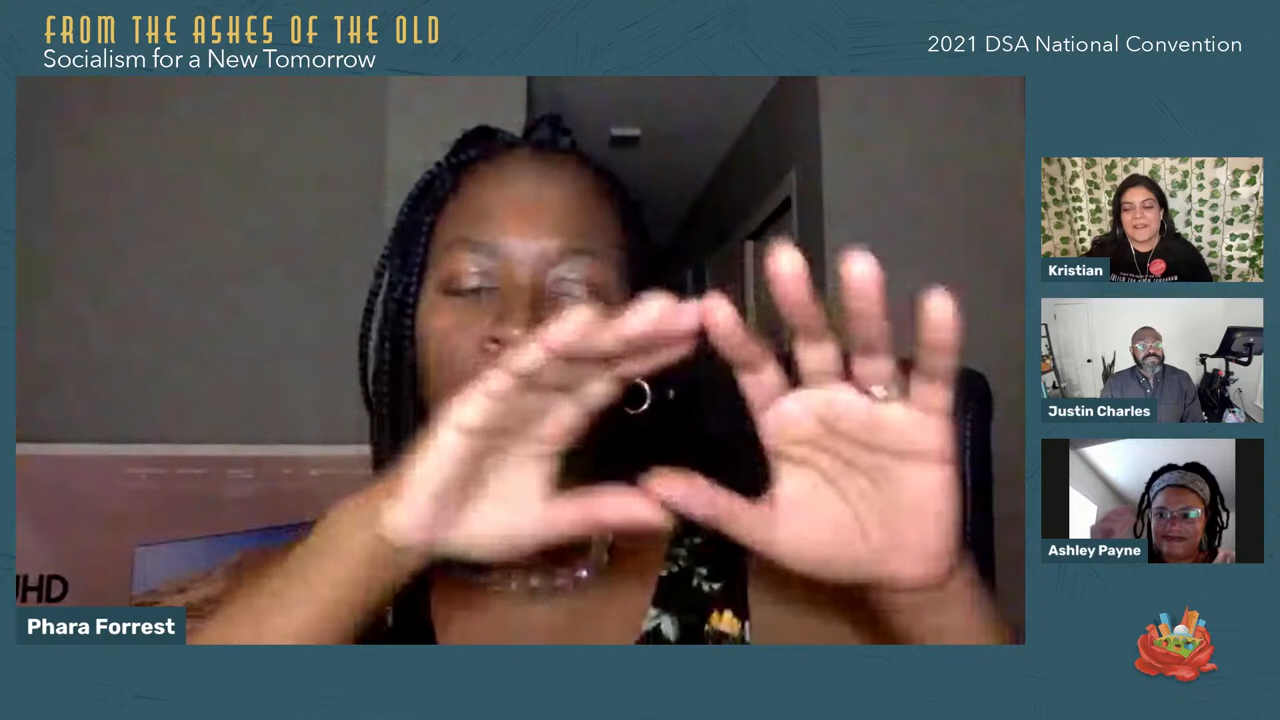 FROM THE ASHES OF THE OLD
Socialism for a New Tomorrow
2021 DSA National Convention
Kristian
Justin Charles
Ashley Payne
UHD
Phara Forrest